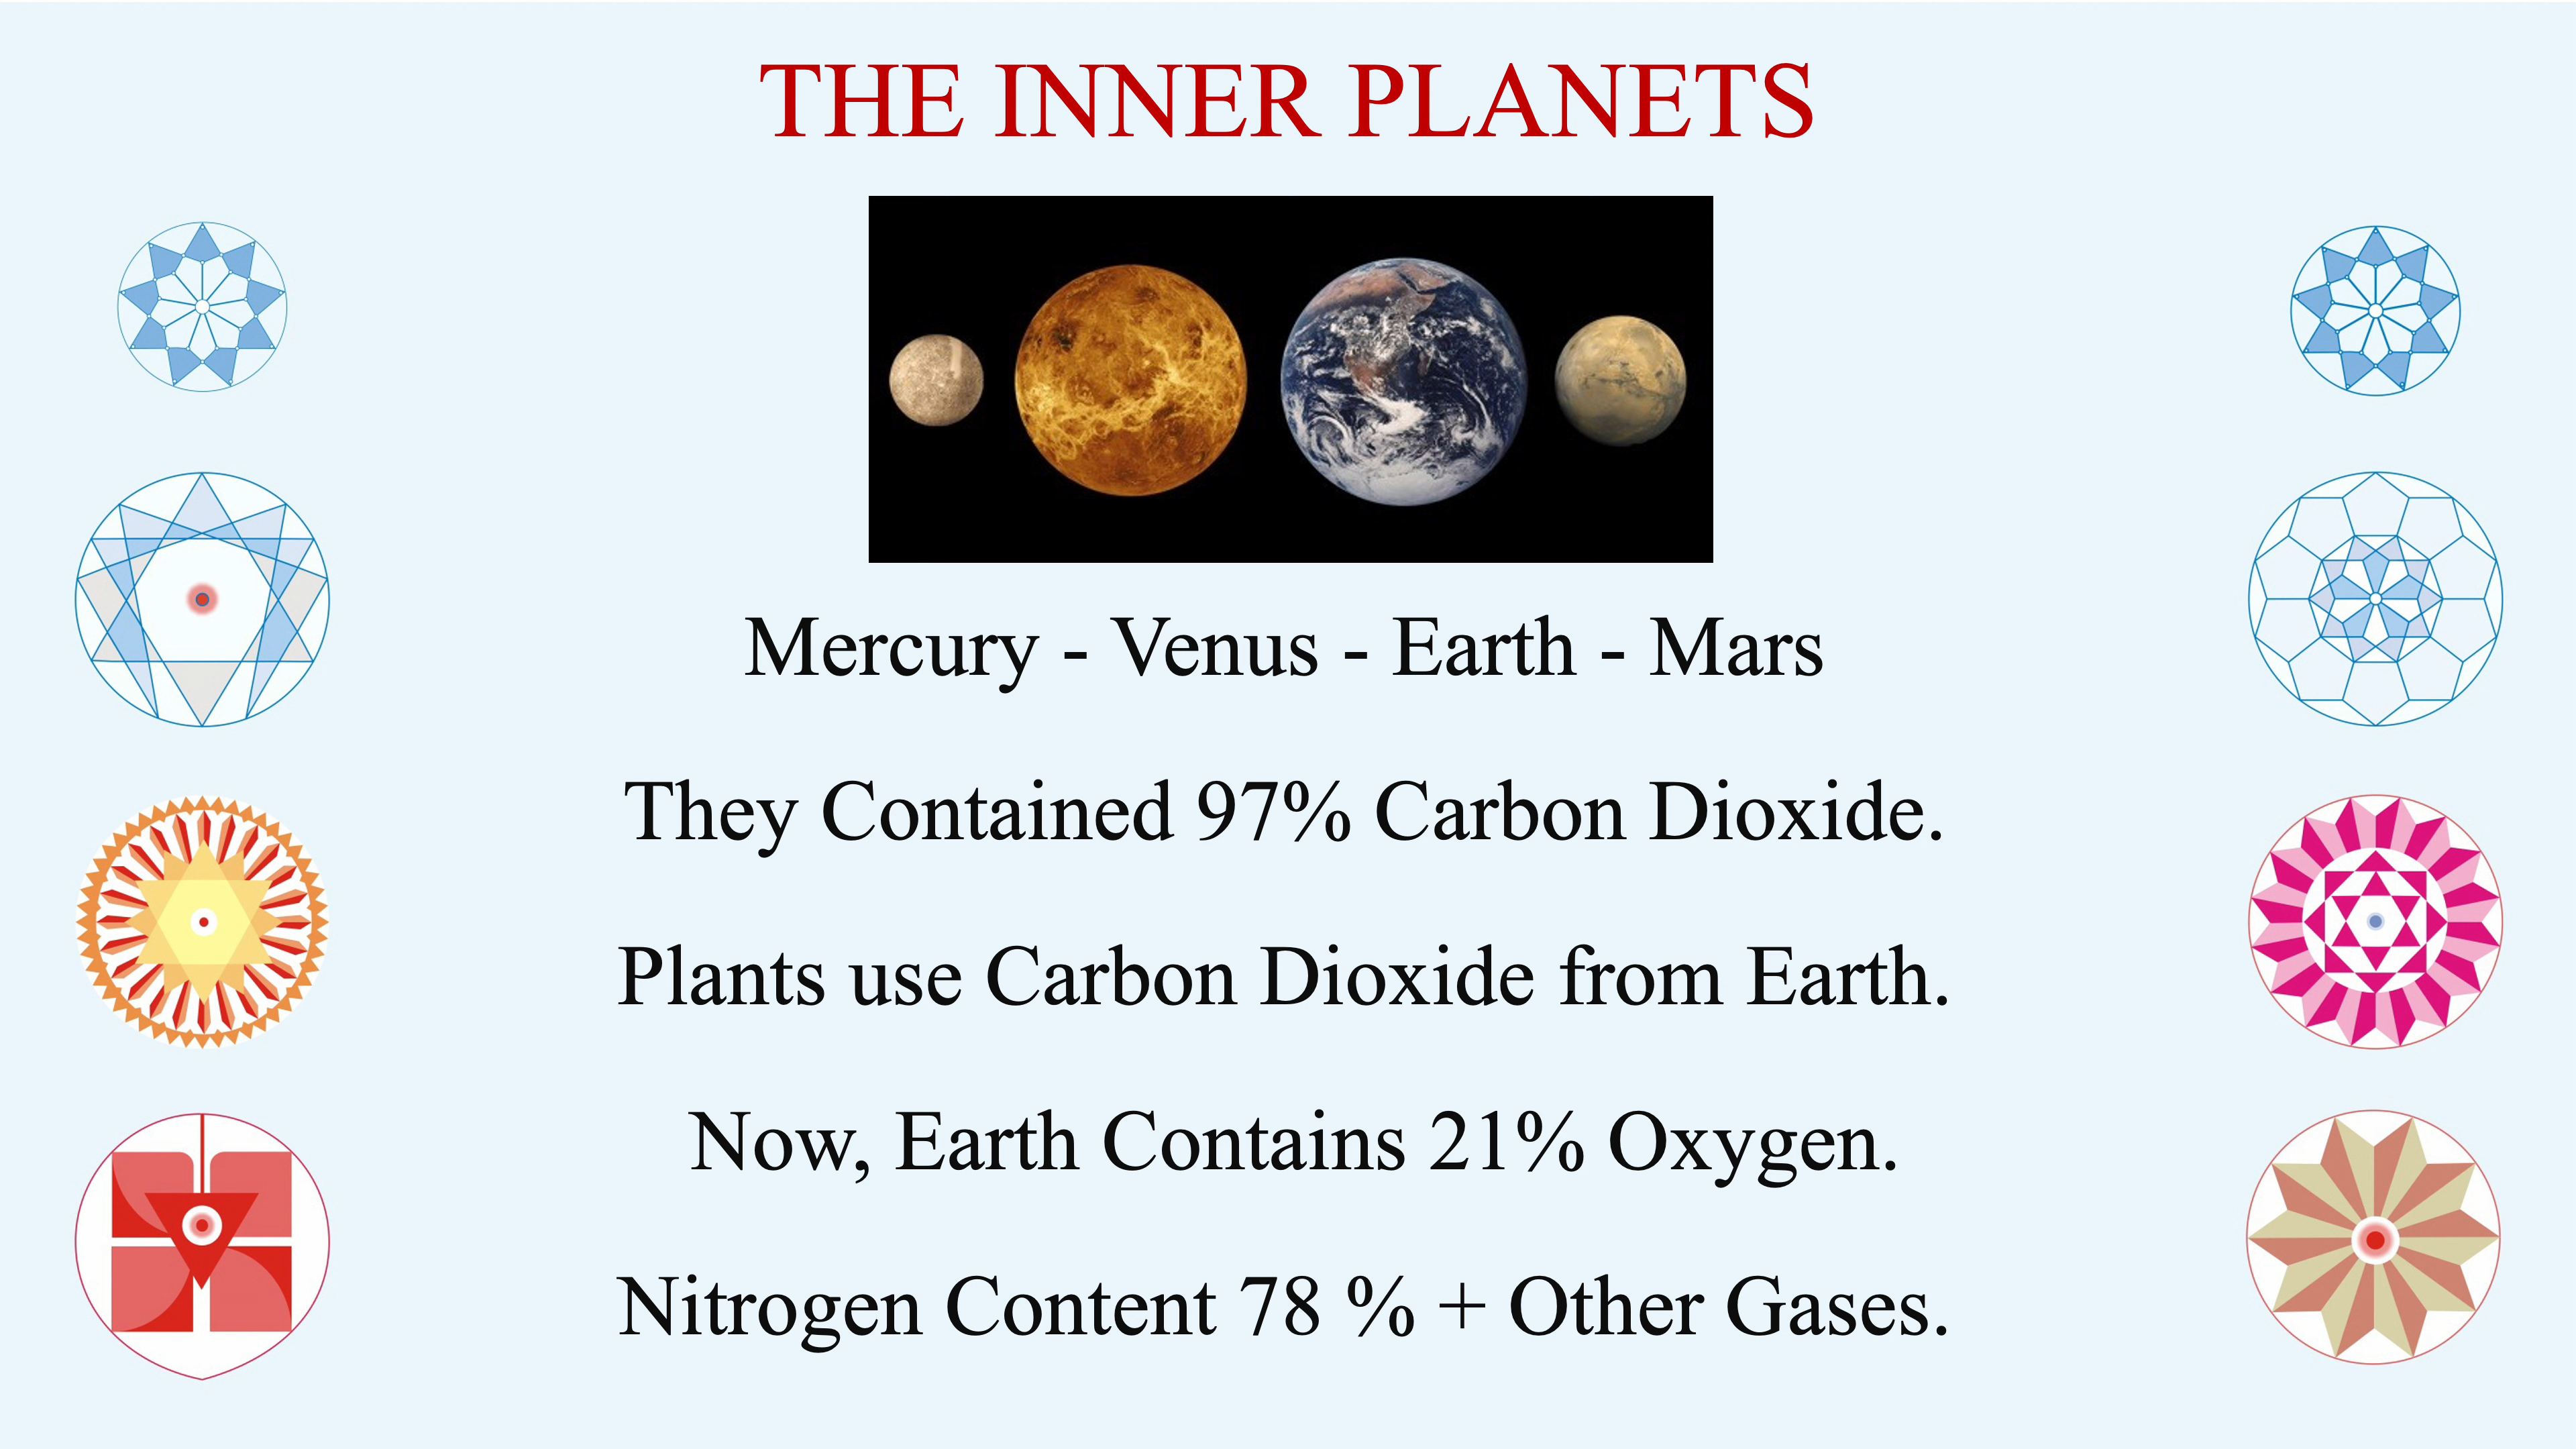 THE INNER PLANETS
Mercury - Venus - Earth - Mars
They Contained 97% Carbon Dioxide.
Plants use Carbon Dioxide from Earth.
Now, Earth Contains 21% Oxygen.
Nitrogen Content 78 % + Other Gases.